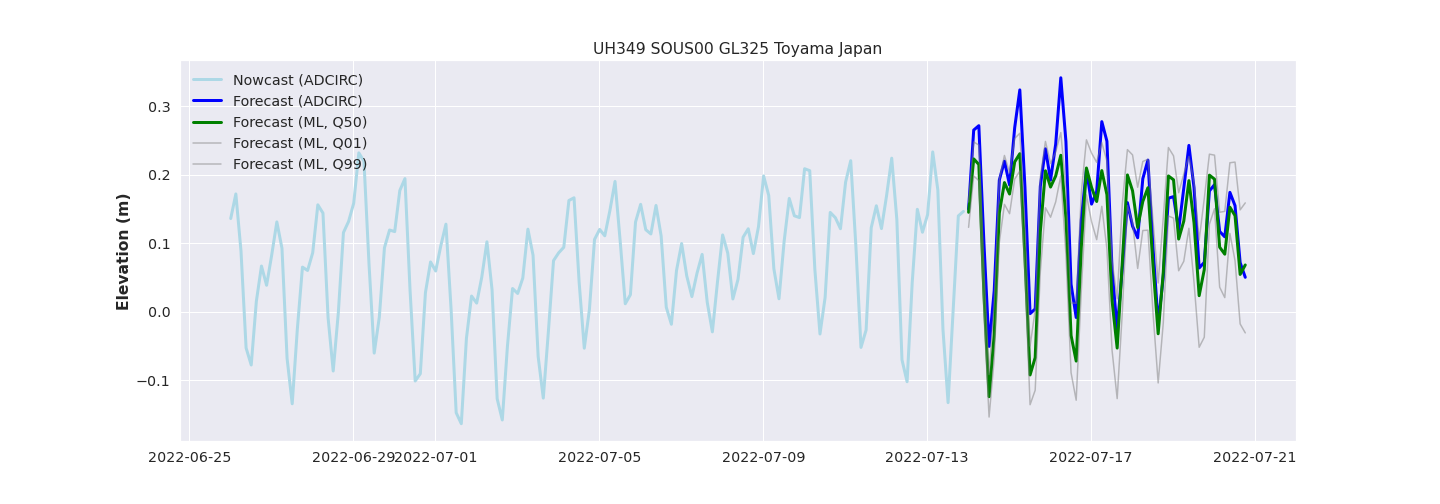 UH349 SOUS00 GL325 Toyama Japan
Nowcast (ADCIRC)
Forecast (ADCIRC)
Forecast (ML, Q50)
Forecast (ML, Q01)
Forecast (ML, Q99)
Elevation (m)
0.3
0.2
0.1
0.0
−0.1
2022-06-25 2022-06-29 2022-07-01 2022-07-05 2022-07-09 2022-07-13 2022-07-17 2022-07-21